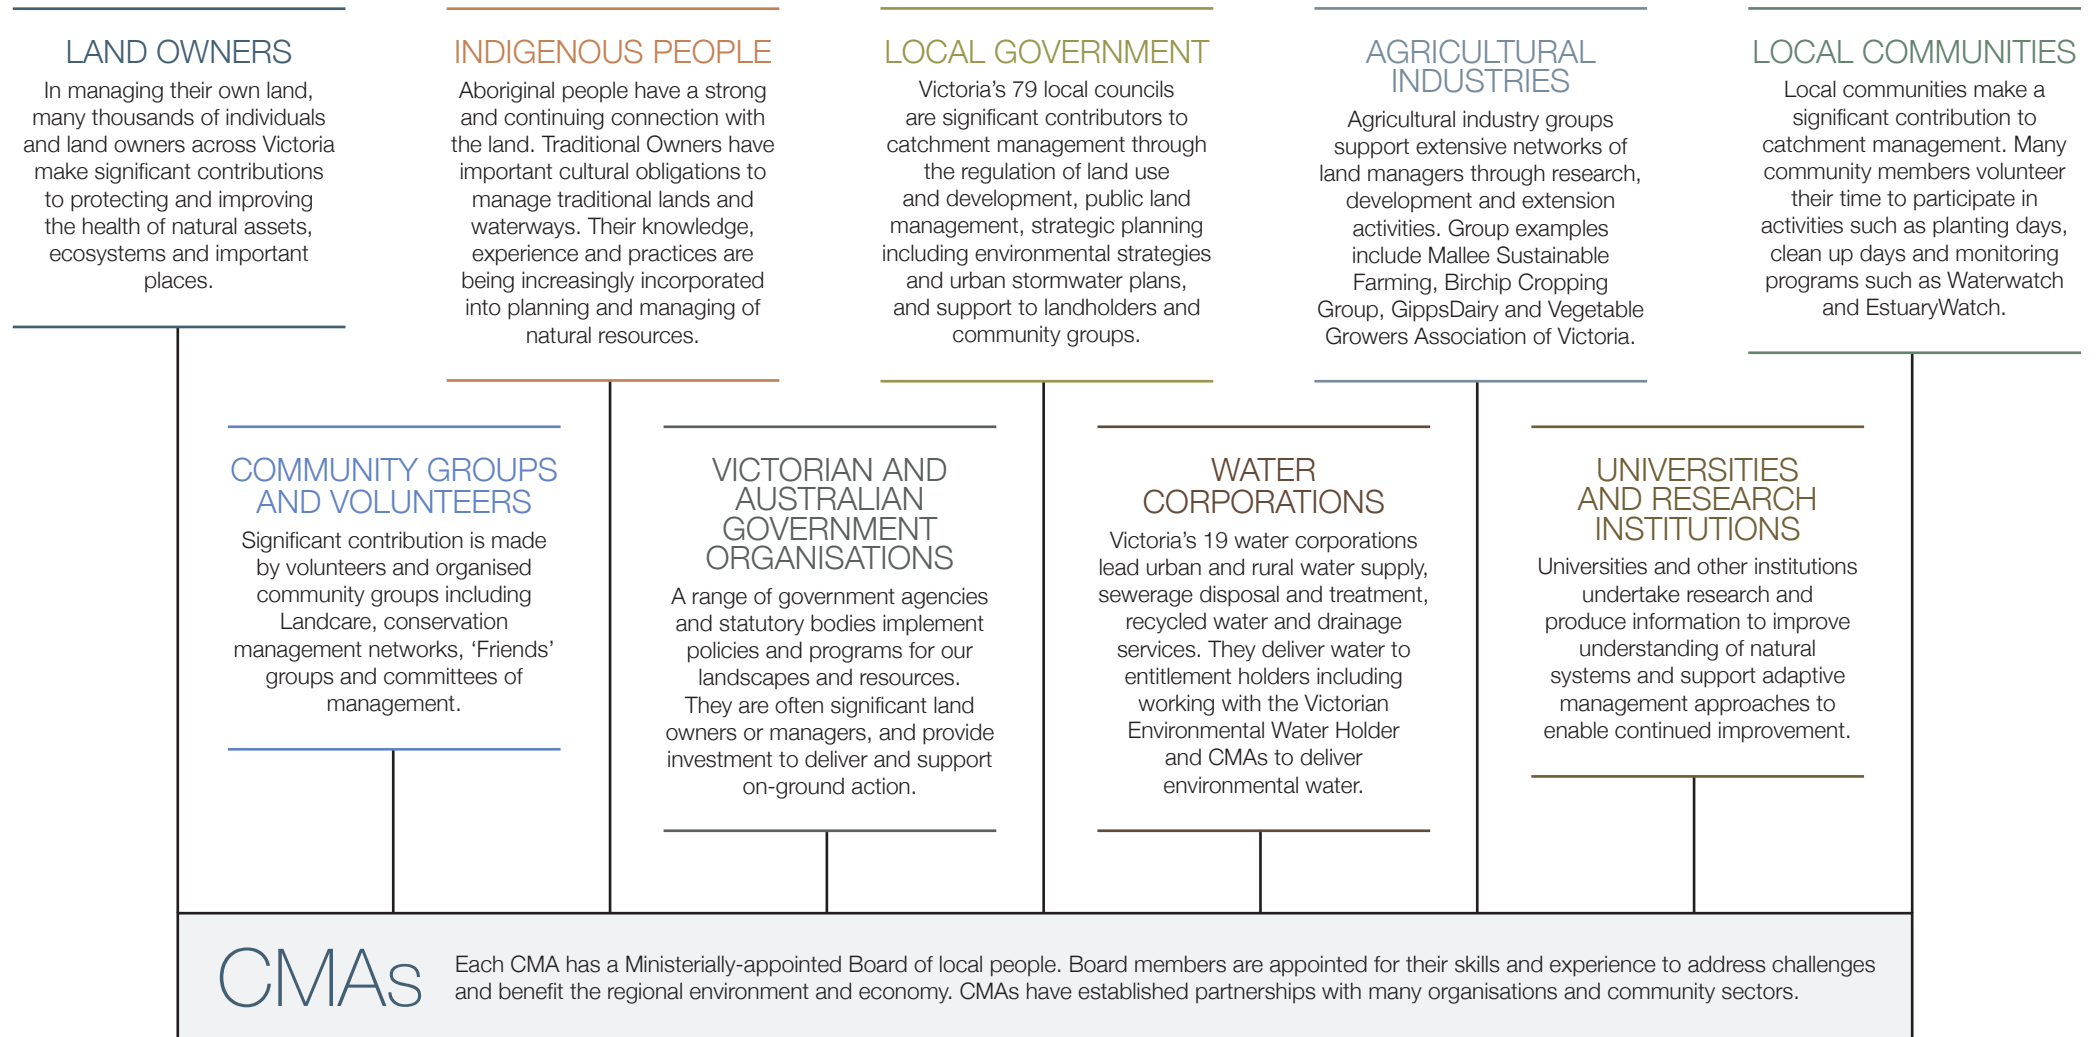 LAND OWNERS
In managing their own land,
many thousands of individuals
and land owners across Victoria
make significant contributions
to protecting and improving
the health of natural assets,
ecosystems and important
places.
INDIGENOUS PEOPLE
Aboriginal people have a strong
and continuing connection with
the land. Traditional Owners have
important cultural obligations to
manage traditional lands and
waterways. Their knowledge,
experience and practices are
being increasingly incorporated
into planning and managing of
natural resources.
LOCAL GOVERNMENT
Victoria’s 79 local councils
are significant contributors to
catchment management through
the regulation of land use
and development, public land
management, strategic planning
including environmental strategies
and urban stormwater plans,
and support to landholders and
community groups.
AGRICULTURAL
INDUSTRIES
Agricultural industry groups
support extensive networks of
land managers through research,
development and extension
activities. Group examples
include Mallee Sustainable
Farming, Birchip Cropping
Group, GippsDairy and Vegetable
Growers Association of Victoria.
LOCAL COMMUNITIES
Local communities make a
significant contribution to
catchment management. Many
community members volunteer
their time to participate in
activities such as planting days,
clean up days and monitoring
programs such as Waterwatch
and EstuaryWatch.
COMMUNITY GROUPS
AND VOLUNTEERS
Significant contribution is made
by volunteers and organised
community groups including
Landcare, conservation
management networks, ‘Friends’
groups and committees of
management.
VICTORIAN AND
AUSTRALIAN
GOVERNMENT
ORGANISATIONS
A range of government agencies
and statutory bodies implement
policies and programs for our
landscapes and resources.
They are often significant land
owners or managers, and provide
investment to deliver and support
on-ground action.
WATER
CORPORATIONS
Victoria’s 19 water corporations
lead urban and rural water supply,
sewerage disposal and treatment,
recycled water and drainage
services. They deliver water to
entitlement holders including
working with the Victorian
Environmental Water Holder
and CMAs to deliver
environmental water.
UNIVERSITIES
AND RESEARCH
INSTITUTIONS
Universities and other institutions
undertake research and
produce information to improve
understanding of natural
systems and support adaptive
management approaches to
enable continued improvement.
CMAs
Each CMA has a Ministerially-appointed Board of local people. Board members are appointed for their skills and experience to address challenges
and benefit the regional environment and economy. CMAs have established partnerships with many organisations and community sectors.